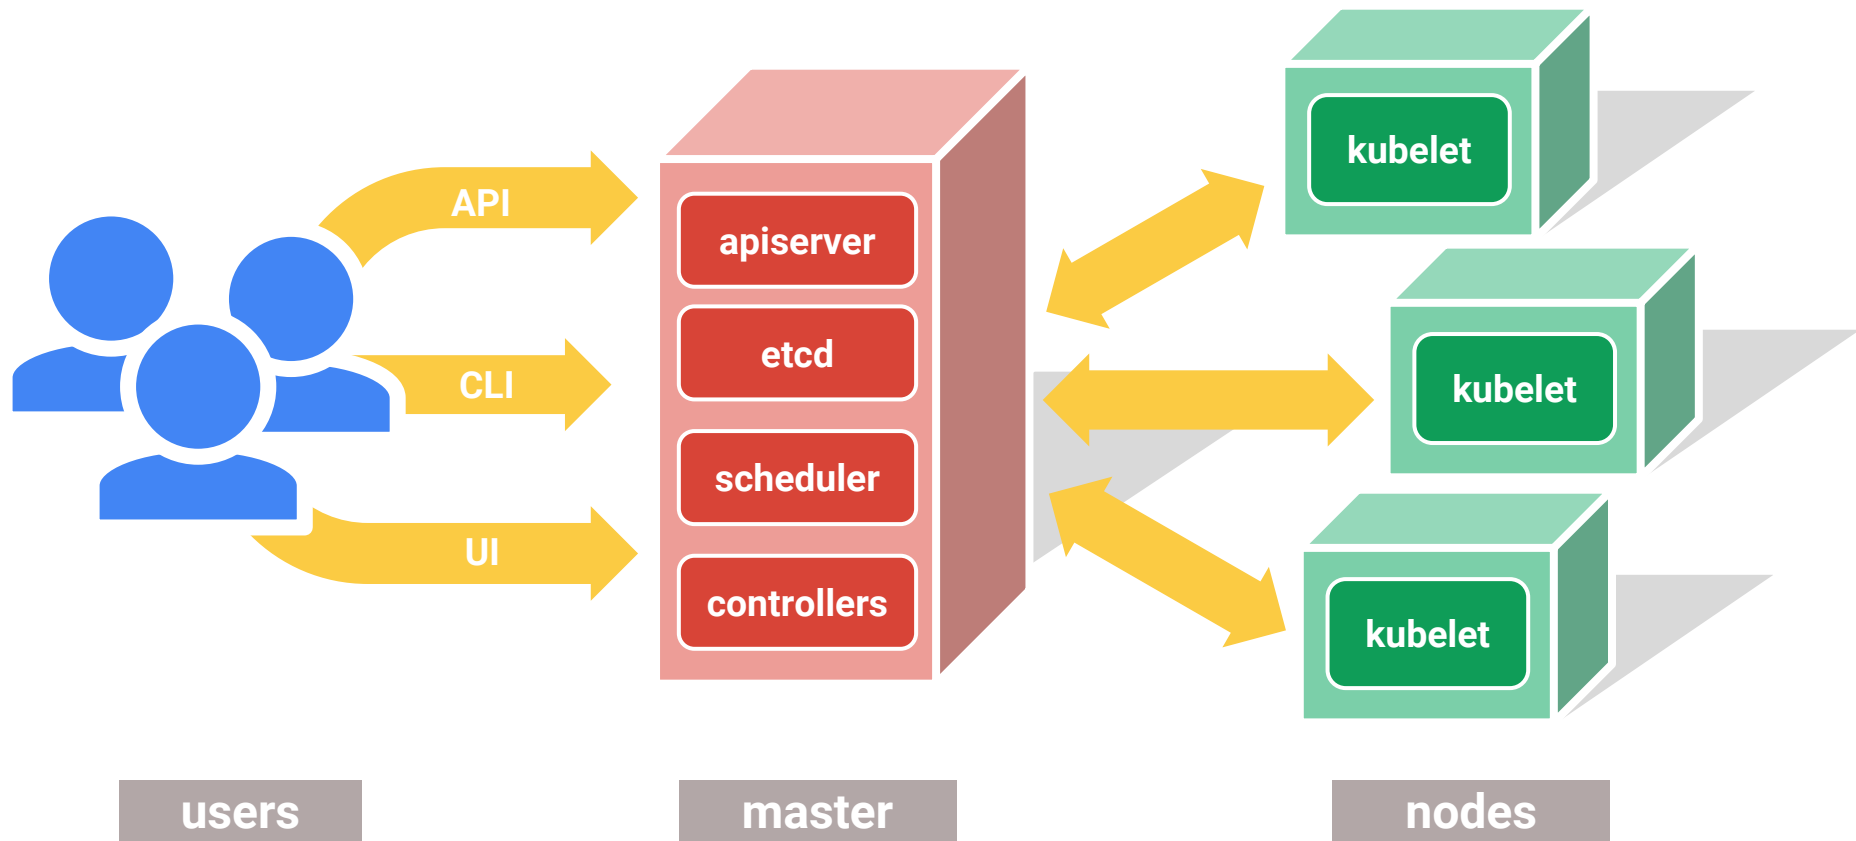 API
CLI
UI
apiserver
etcd
scheduler
controllers
kubelet
kubelet
kubelet
users
master
nodes